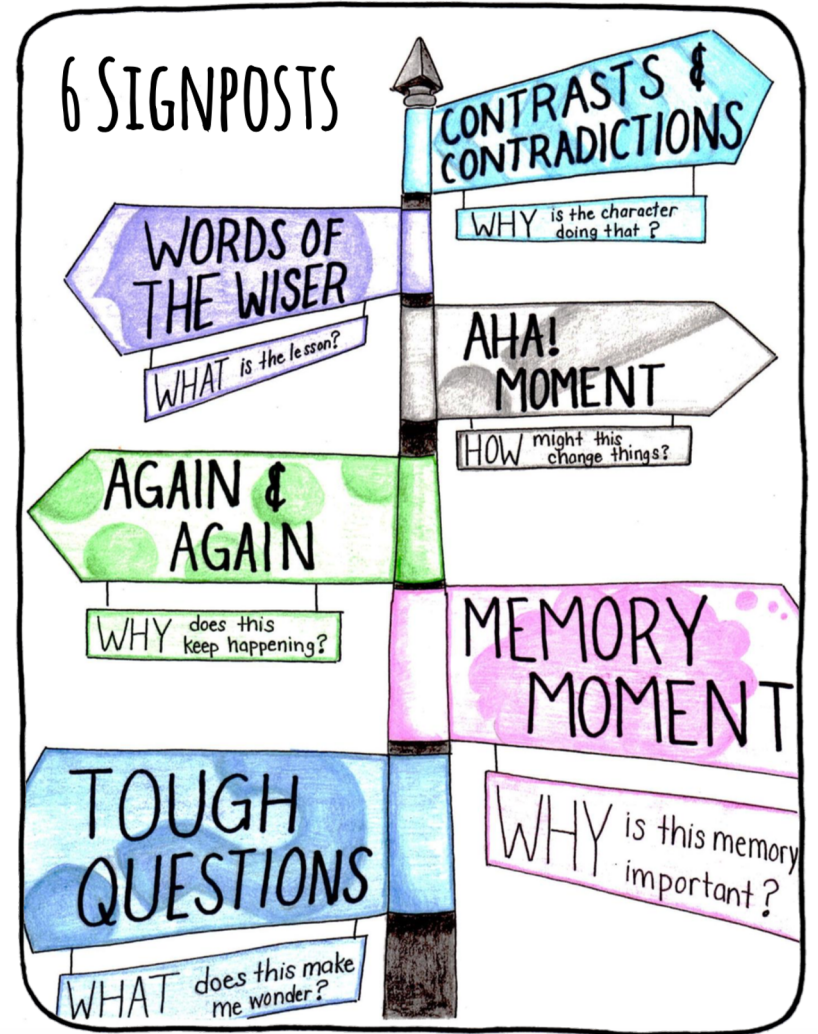 6 SIGNPOSTS
CONTRASTS &
CONTRADICTIONS
WHY is the character
doing that?
WORDS OF
THE WISER
WHAT is the lesson?
AHA!
MOMENT
HOW might this
change things?
AGAIN &
AGAIN
WHY does this
keep happening?
MEMORY
MOMENT
WHY is this memory
important?
TOUGH
QUESTIONS
WHAT does this make
me wonder?